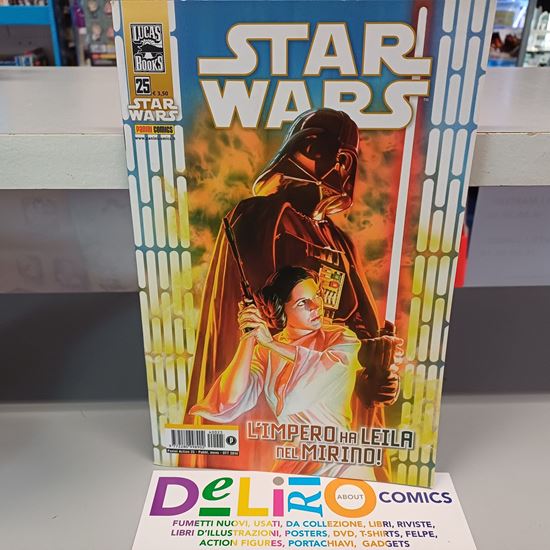 LUCAS
BOOKS
25
€ 3,50
STAR
WARS
PANINI COMICS
STAR
WARS
L'IMPERO HA LEILA
NEL MIRINO!
DeLiRiO
ABOUT
COMICS
FUMETTI NUOVI, USATI, DA COLLEZIONE, LIBRI, RIVISTE,
LIBRI D'ILLUSTRAZIONI, POSTERS, DVD, T-SHIRTS, FELPE,
ACTION FIGURES, PORTACHIAVI, GADGETS